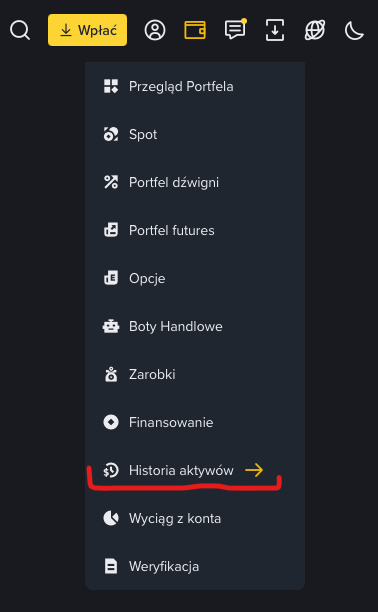 Wpłać
Przegląd Portfela
Spot
Portfel dźwigni
Portfel futures
Opcje
Boty Handlowe
Zarobki
Finansowanie
Historia aktywów
Wyciąg z konta
Weryfikacja